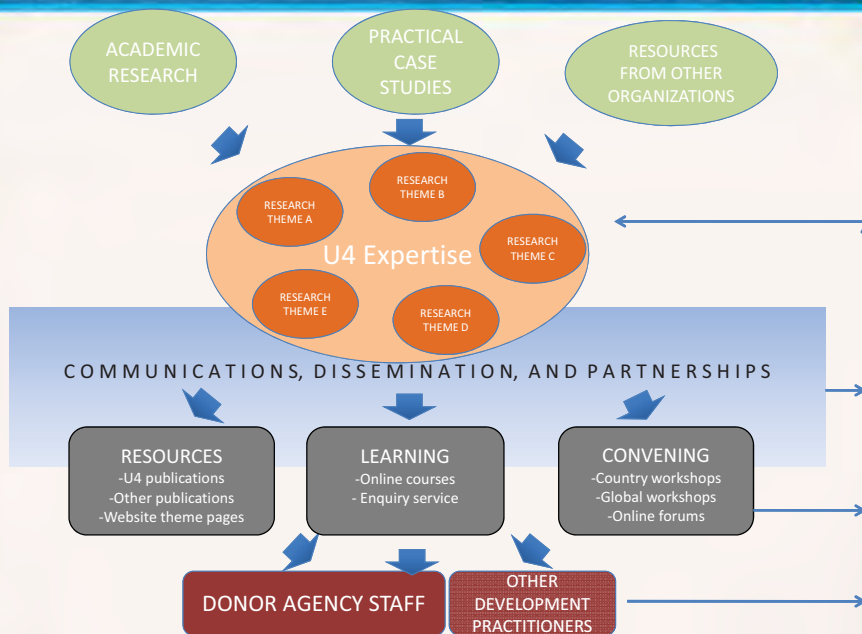 ACADEMIC
RESEARCH
PRACTICAL
CASE
STUDIES
RESOURCES
FROM OTHER
ORGANIZATIONS
RESEARCH
THEME A
RESEARCH
THEME B
RESEARCH
THEME C
U4 Expertise
RESEARCH
THEME E
RESEARCH
THEME D
COMMUNICATIONS, DISSEMINATION, AND PARTNERSHIPS
RESOURCES
-U4 publications
-Other publications
-Website theme pages
LEARNING
-Online courses
- Enquiry service
CONVENING
-Country workshops
-Global workshops
-Online forums
DONOR AGENCY STAFF
OTHER
DEVELOPMENT
PRACTITIONERS